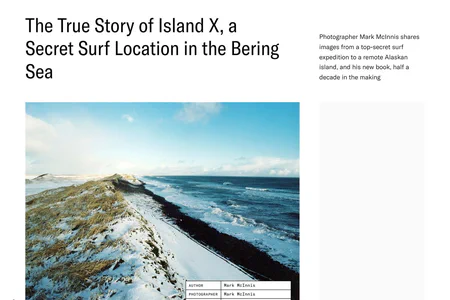 The True Story of Island X, a
Secret Surf Location in the Bering
Sea
Photographer Mark McInnis shares
images from a top-secret surf
expedition to a remote Alaskan
island, and his new book, half a
decade in the making
AUTHOR Mark McInnis
PHOTOGRAPHER Mark McInnis